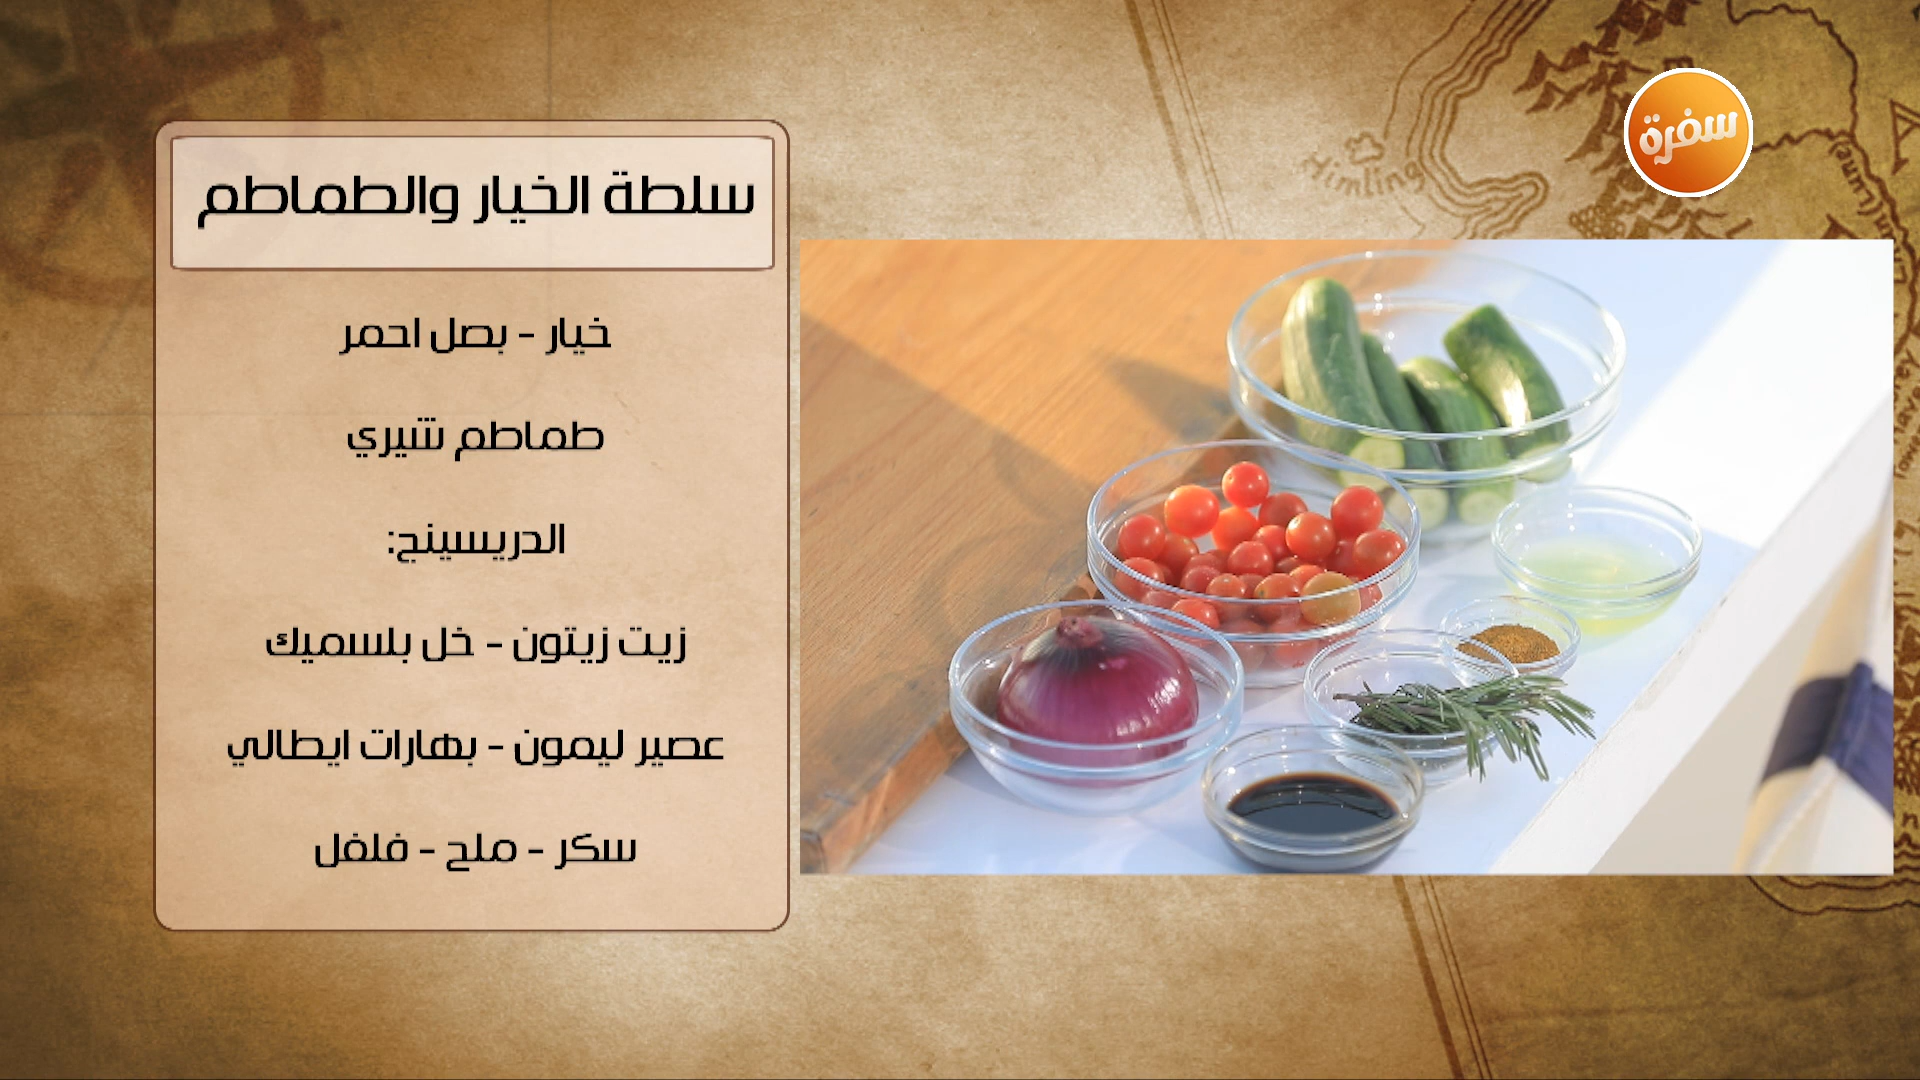 سفرة
سلطة الخيار والطماطم
خيار - بصل احمر
طماطم شيري
الدريسينج:
زيت زيتون - خل بلسميك
عصير ليمون - بهارات ايطالي
سكر - ملح - فلفل
Himling